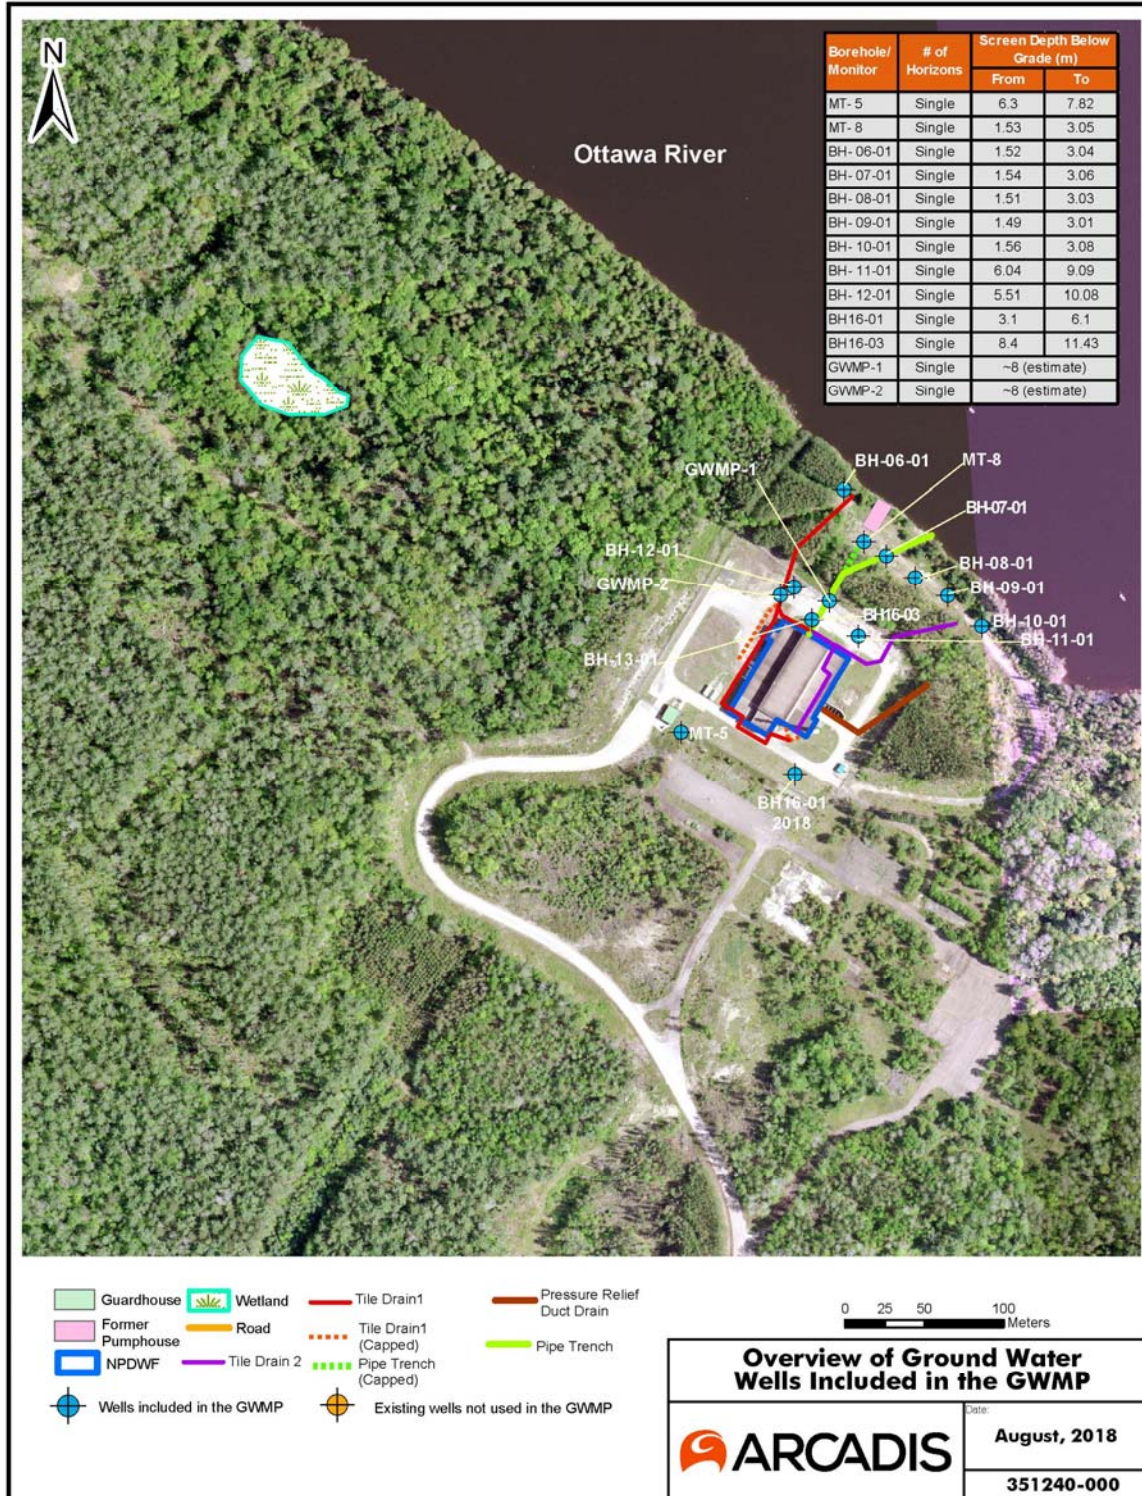 N
Ottawa River
Borehole/ Monitor # of Horizons Screen Depth Below Grade (m)
From To
MT- 5 Single 6.3 7.82
MT- 8 Single 1.53 3.05
BH- 06-01 Single 1.52 3.04
BH- 07-01 Single 1.54 3.06
BH- 08-01 Single 1.51 3.03
BH- 09-01 Single 1.49 3.01
BH- 10-01 Single 1.56 3.08
BH- 11-01 Single 6.04 9.09
BH- 12-01 Single 5.51 10.08
BH16-01 Single 3.1 6.1
BH16-03 Single 8.4 11.43
GWMP-1 Single ~8 (estimate)
GWMP-2 Single ~8 (estimate)
BH-06-01
MT-8
GWMP-1
BH-07-01
BH-12-01
BH-08-01
GWMP-2
BH-09-01
BH16-03
BH-10-01
BH-11-01
BH-13-01
MT-5
BH16-01
2018
Guardhouse
Wetland
Tile Drain1
Pressure Relief
Duct Drain
Former
Pumphouse
Road
Tile Drain1
(Capped)
Pipe Trench
NPDWF
Tile Drain 2
Pipe Trench
(Capped)
Wells included in the GWMP
Existing wells not used in the GWMP
0 25 50 100
Meters
Overview of Ground Water
Wells Included in the GWMP
ARCADIS
Date:
August, 2018
351240-000